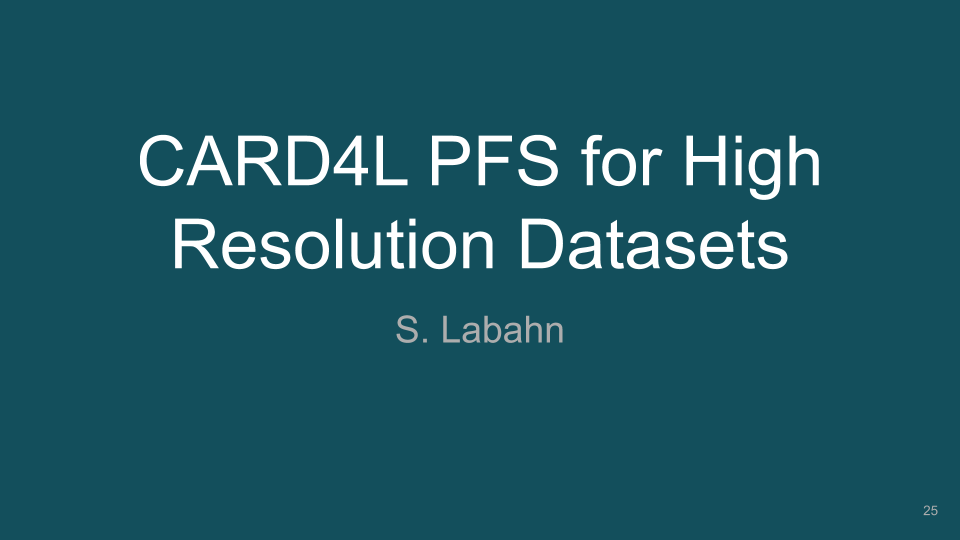 CARD4L PFS for High
Resolution Datasets
S. Labahn
25